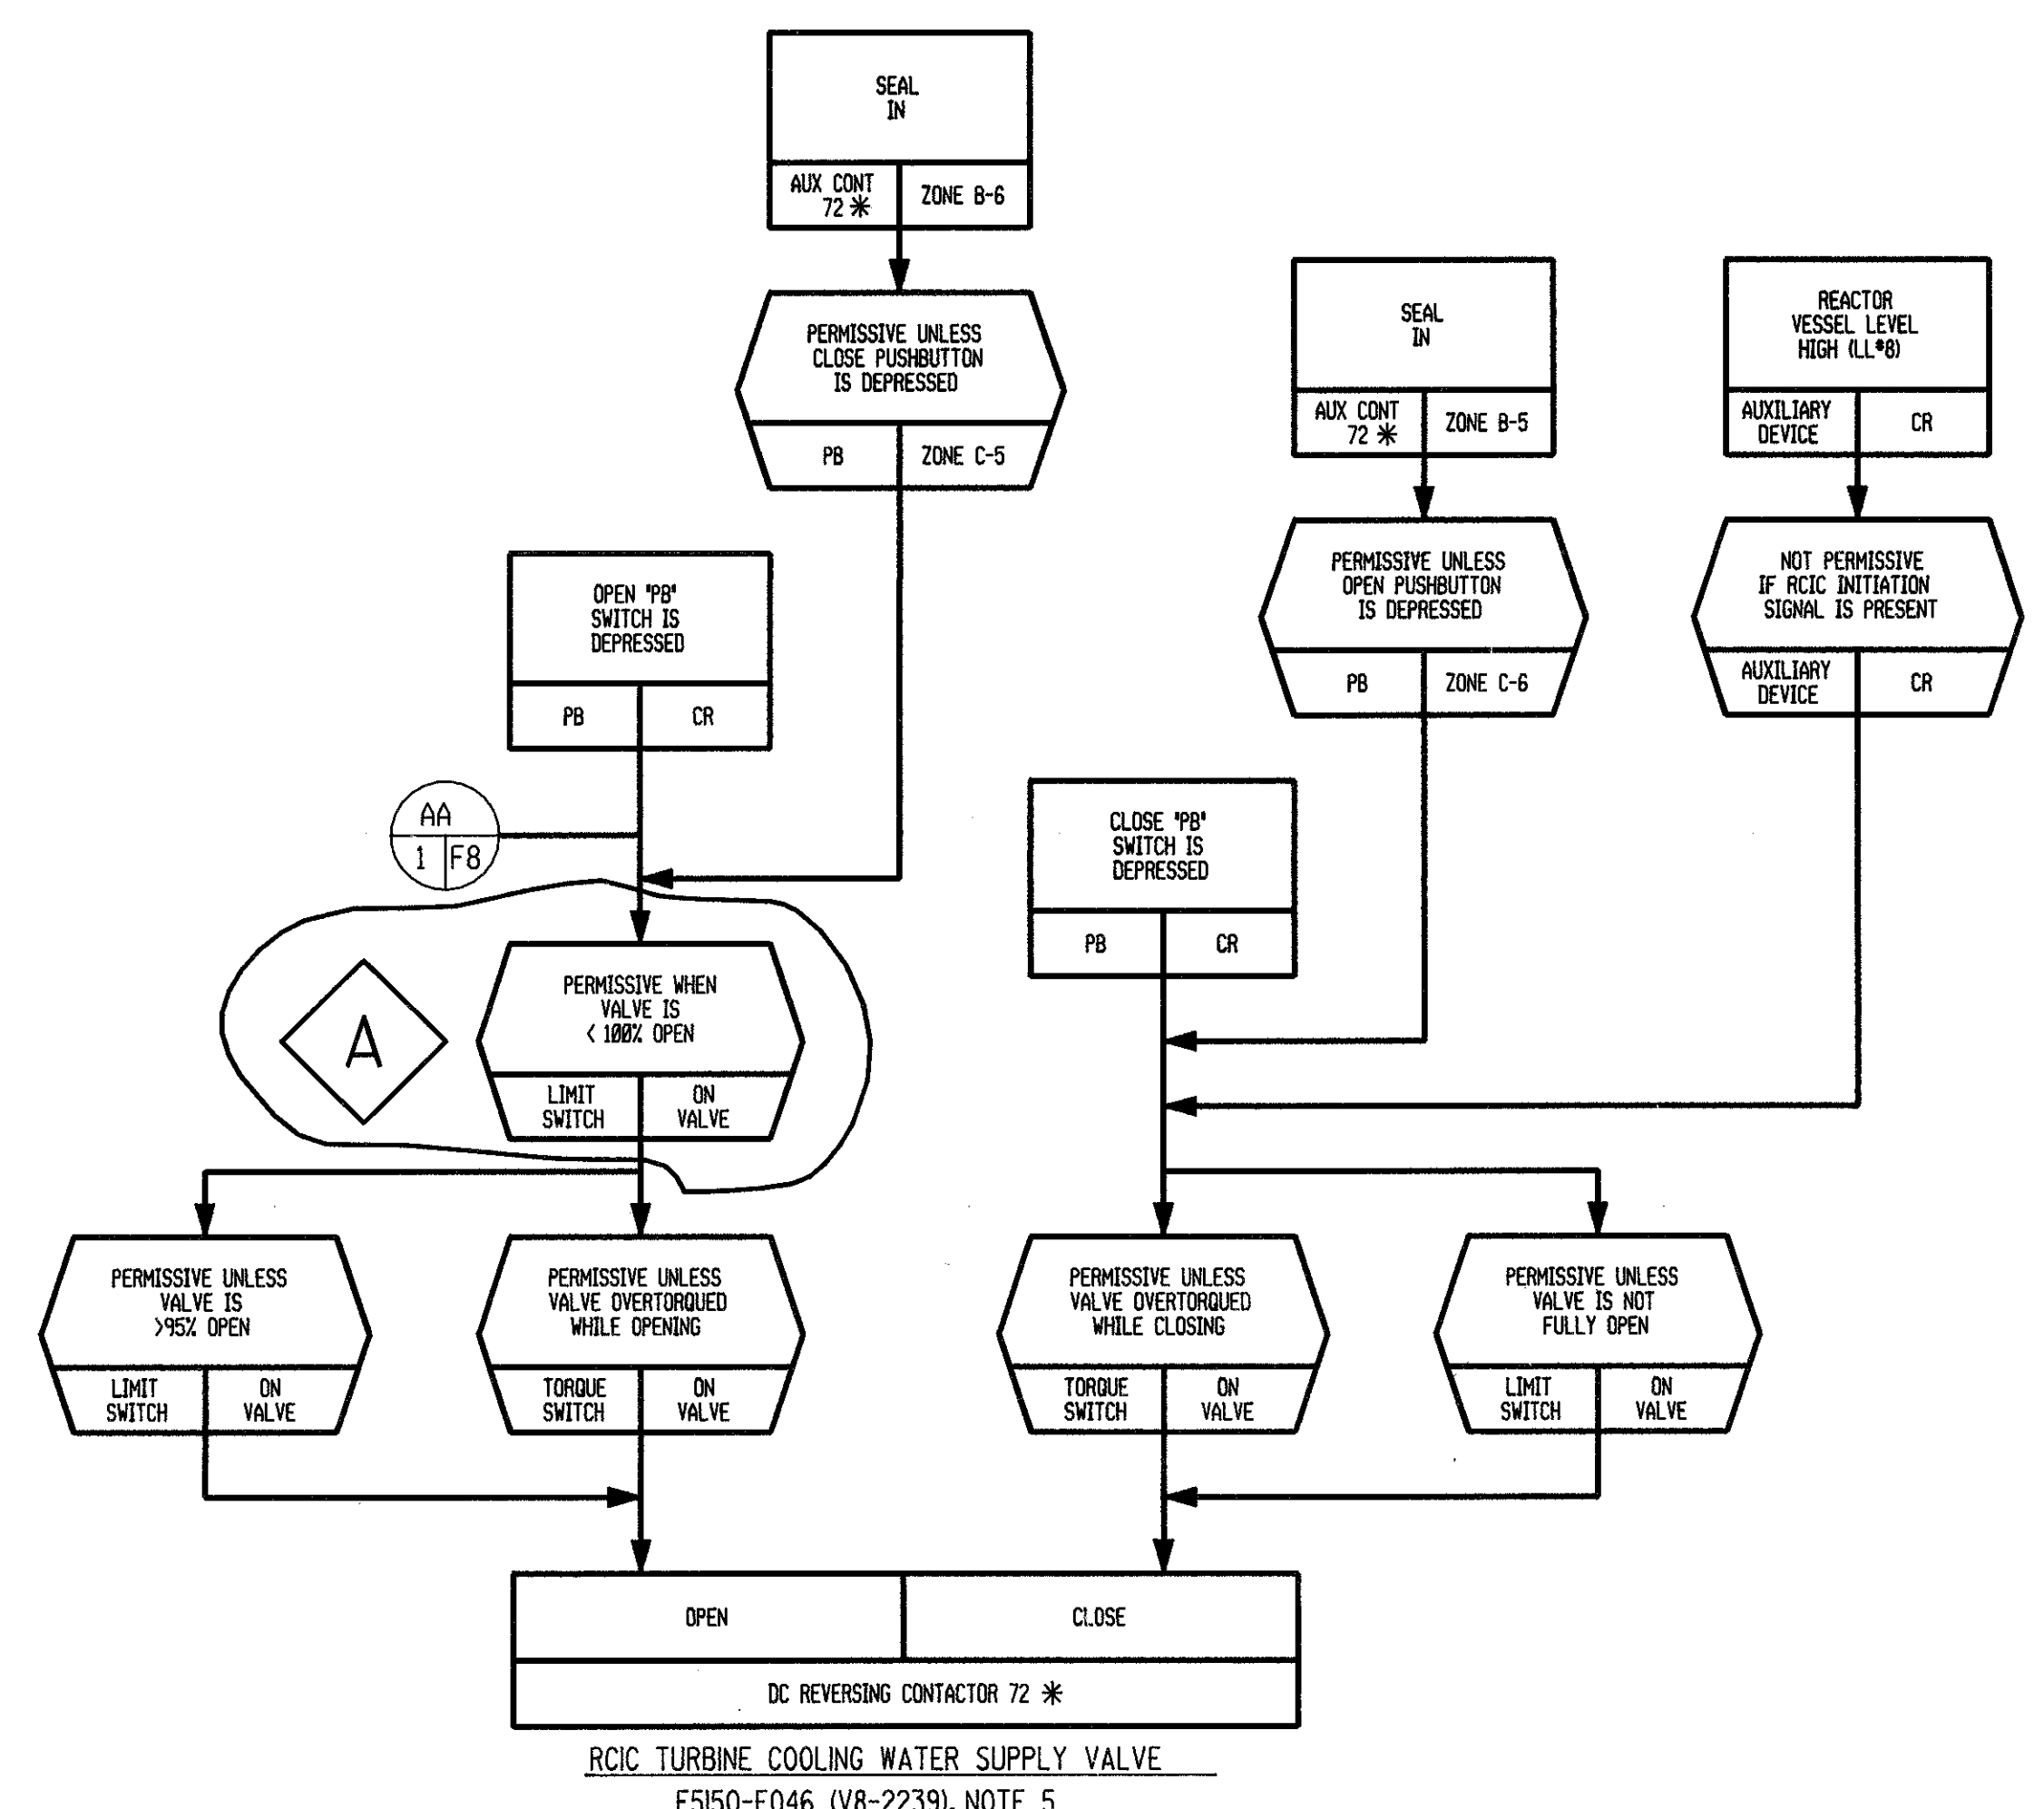 SEAL
IN
AUX CONT
72 *
ZONE B-6
PERMISSIVE UNLESS
CLOSE PUSHBUTTON
IS DEPRESSED
PB
ZONE C-5
SEAL
IN
AUX CONT
72 *
ZONE B-5
REACTOR
VESSEL LEVEL
HIGH (LL#8)
AUXILIARY
DEVICE
CR
PERMISSIVE UNLESS
OPEN PUSHBUTTON
IS DEPRESSED
PB
ZONE C-6
NOT PERMISSIVE
IF RCIC INITIATION
SIGNAL IS PRESENT
AUXILIARY
DEVICE
CR
OPEN "PB"
SWITCH IS
DEPRESSED
PB
CR
AA
1
F8
CLOSE "PB"
SWITCH IS
DEPRESSED
PB
CR
A
PERMISSIVE WHEN
VALVE IS
< 100% OPEN
LIMIT
SWITCH
ON
VALVE
PERMISSIVE UNLESS
VALVE IS
>95% OPEN
LIMIT
SWITCH
ON
VALVE
PERMISSIVE UNLESS
VALVE OVERTORQUED
WHILE OPENING
TORQUE
SWITCH
ON
VALVE
PERMISSIVE UNLESS
VALVE OVERTORQUED
WHILE CLOSING
TORQUE
SWITCH
ON
VALVE
PERMISSIVE UNLESS
VALVE IS NOT
FULLY OPEN
LIMIT
SWITCH
ON
VALVE
OPEN
CLOSE
DC REVERSING CONTACTOR 72 *
RCIC TURBINE COOLING WATER SUPPLY VALVE
E5150-F046 (V8-2239), NOTE 5